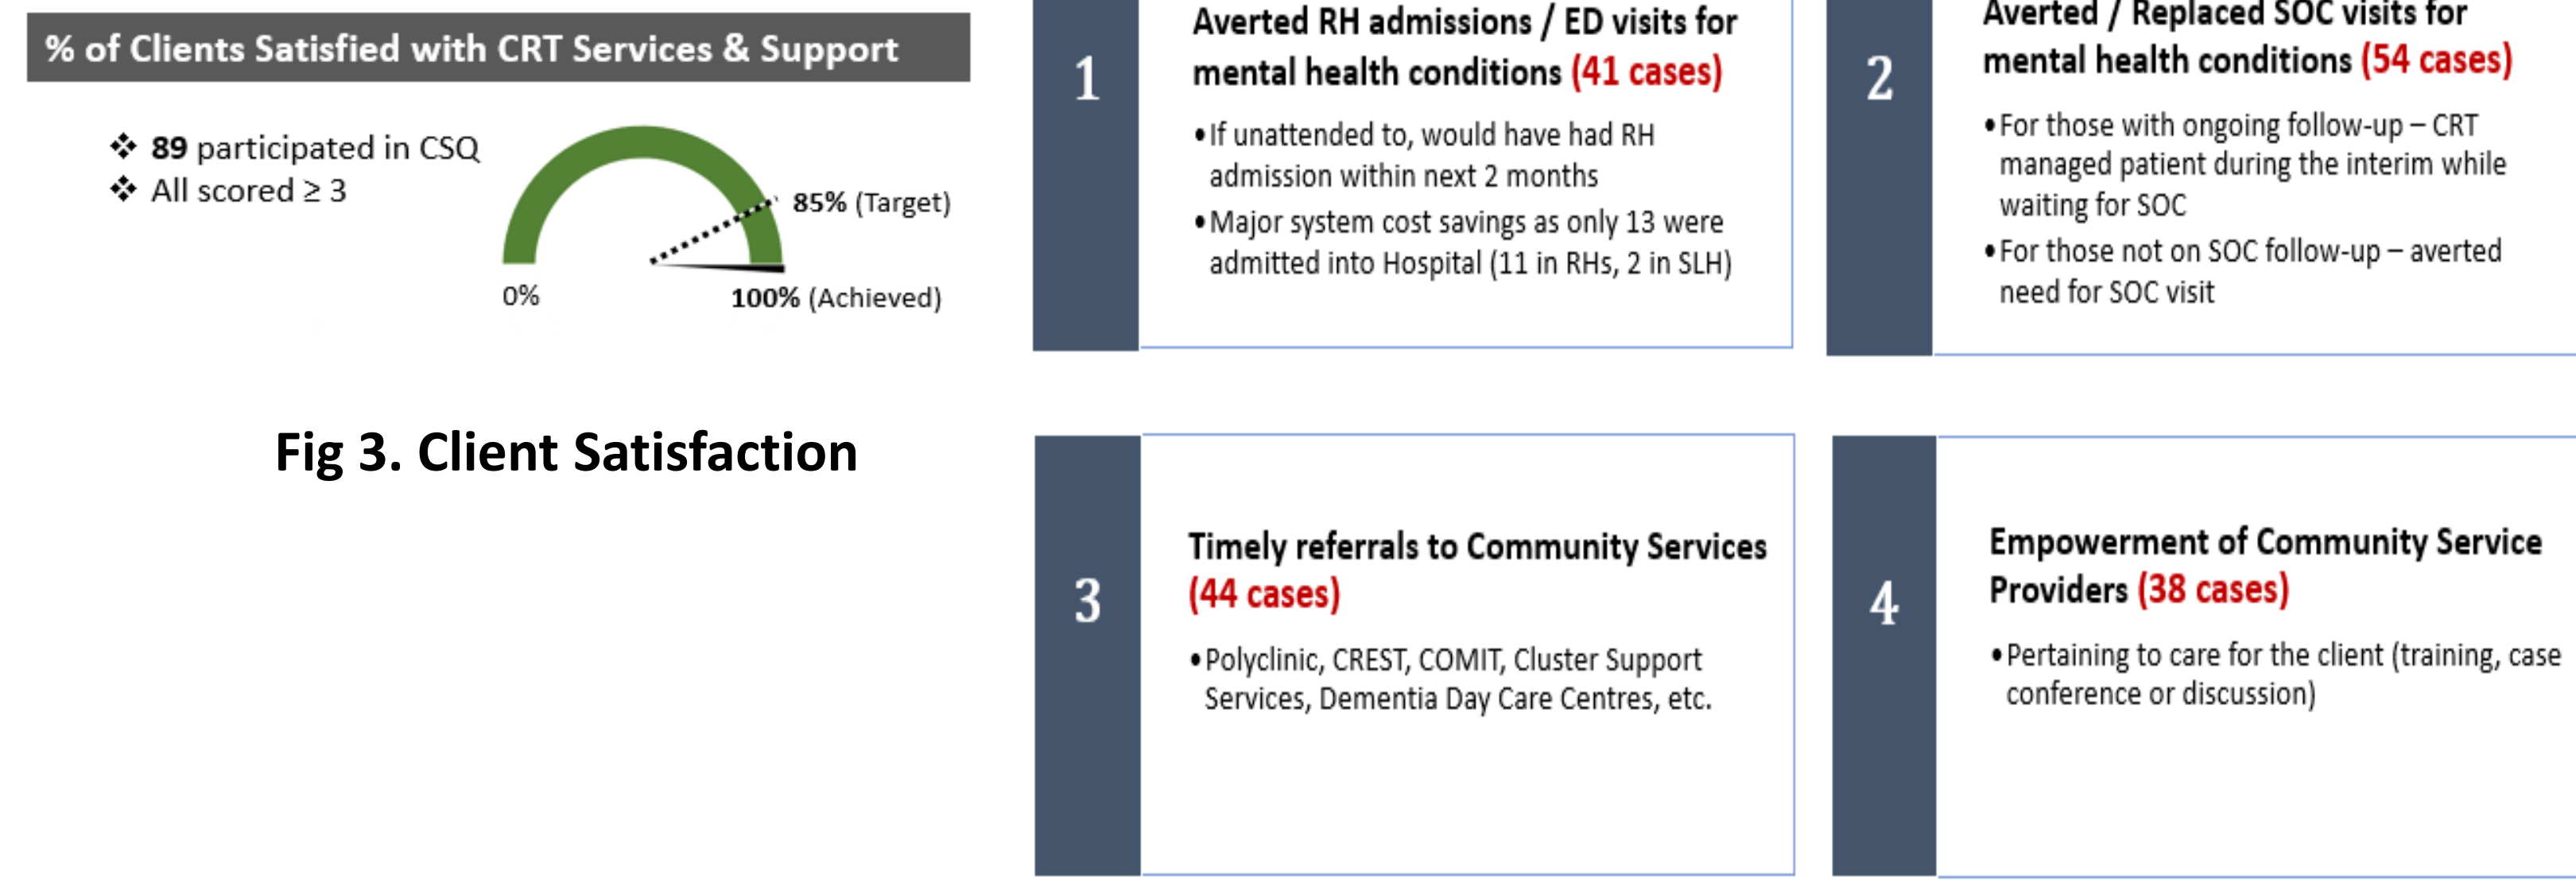 % of Clients Satisfied with CRT Services & Support
❖ 89 participated in CSQ
❖ All scored ≥ 3
85% (Target)
0%
100% (Achieved)
Fig 3. Client Satisfaction
1
Averted RH admissions / ED visits for
mental health conditions (41 cases)
•If unattended to, would have had RH
admission within next 2 months
•Major system cost savings as only 13 were
admitted into Hospital (11 in RHs, 2 in SLH)
2
Averted / Replaced SOC visits for
mental health conditions (54 cases)
•For those with ongoing follow-up – CRT
managed patient during the interim while
waiting for SOC
•For those not on SOC follow-up – averted
need for SOC visit
3
Timely referrals to Community Services
(44 cases)
•Polyclinic, CREST, COMIT, Cluster Support
Services, Dementia Day Care Centres, etc.
4
Empowerment of Community Service
Providers (38 cases)
•Pertaining to care for the client (training, case
conference or discussion)